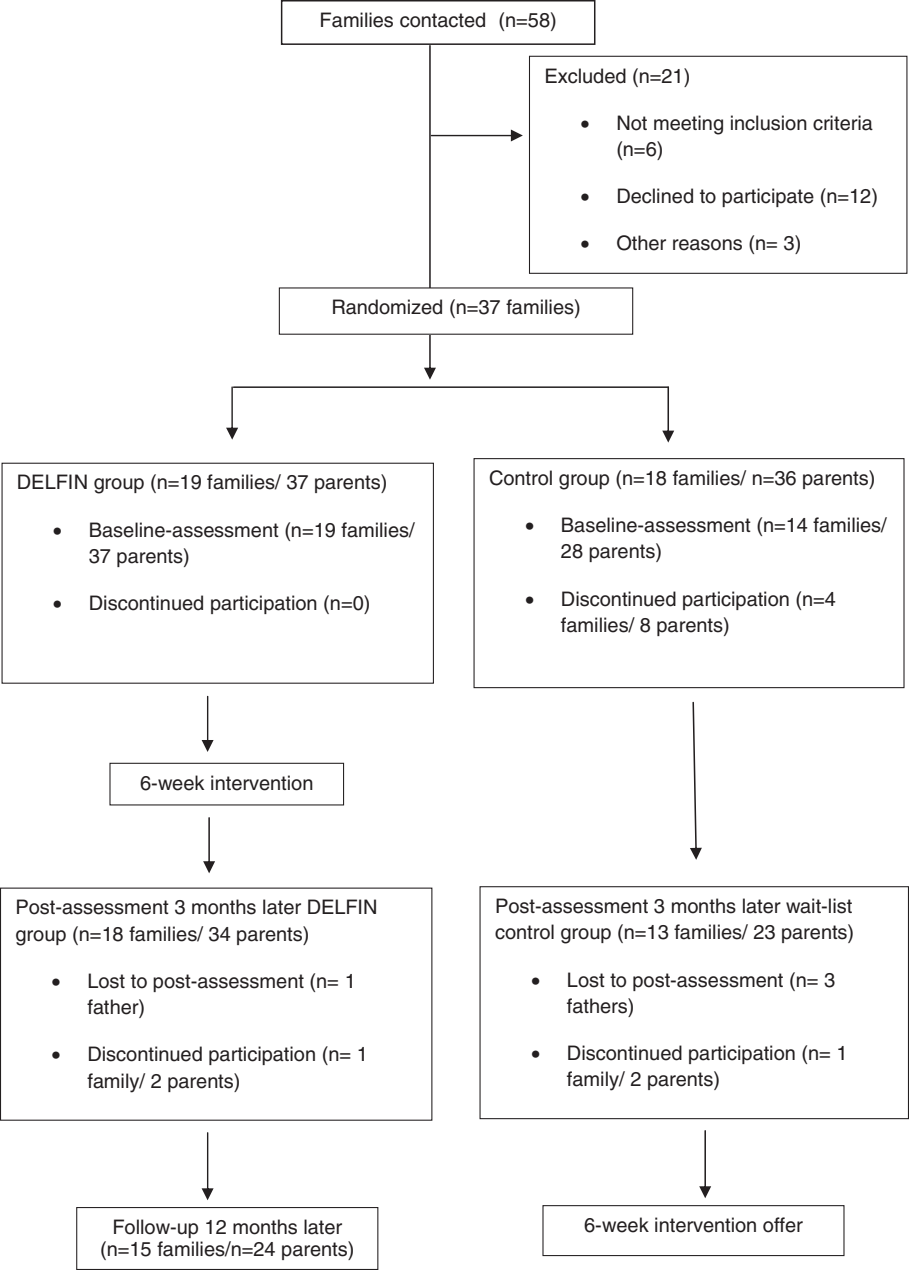 Families contacted  (n=58)
Excluded (n=21)
• Not meeting inclusion criteria
(n=6)
• Declined to participate (n=12)
• Other reasons (n= 3)
Randomized (n=37 families)
DELFIN group (n=19 families/ 37 parents)
• Baseline-assessment (n=19 families/
37 parents)
• Discontinued participation (n=0)
Control group (n=18 families/ n=36 parents)
• Baseline-assessment (n=14 families/
28 parents)
• Discontinued participation (n=4
families/ 8 parents)
6-week intervention
Post-assessment 3 months later DELFIN
group (n=18 families/ 34 parents)
• Lost to post-assessment (n= 1
father)
• Discontinued participation (n= 1
family/ 2 parents)
Post-assessment 3 months later wait-list
control group (n=13 families/ 23 parents)
• Lost to post-assessment (n= 3
fathers)
• Discontinued participation (n= 1
family/ 2 parents)
Follow-up 12 months later
(n=15 families/n=24 parents)
6-week intervention offer